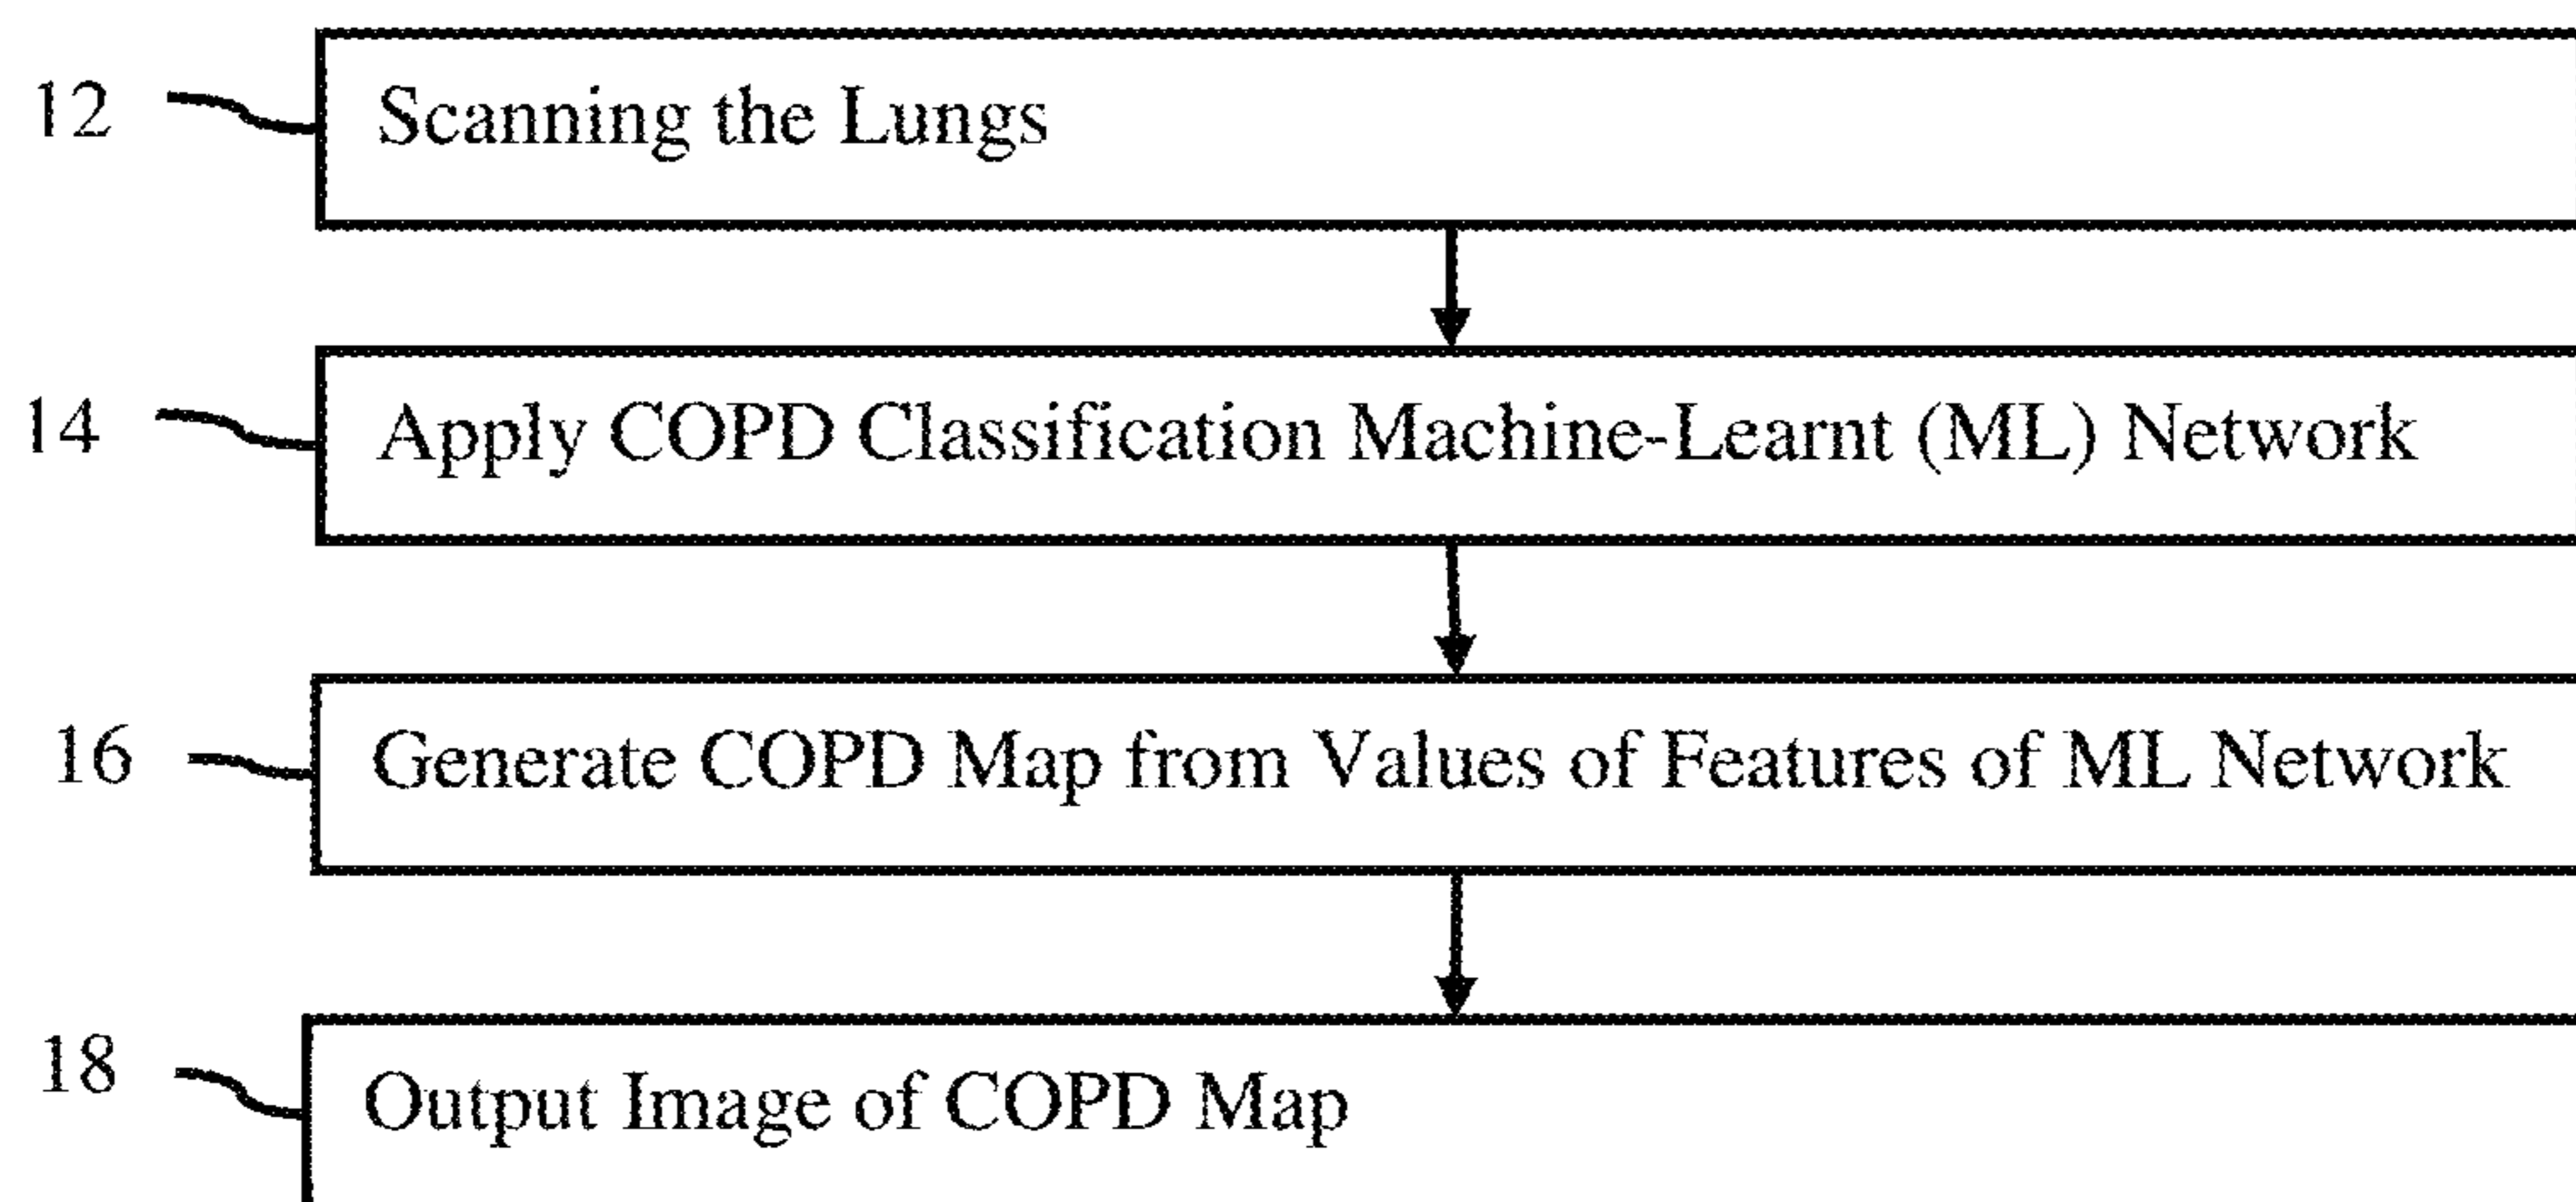 12 Scanning the Lungs
14 Apply COPD Classification Machine-Learnt (ML) Network
16 Generate COPD Map from Values of Features of ML Network
18 Output Image of COPD Map